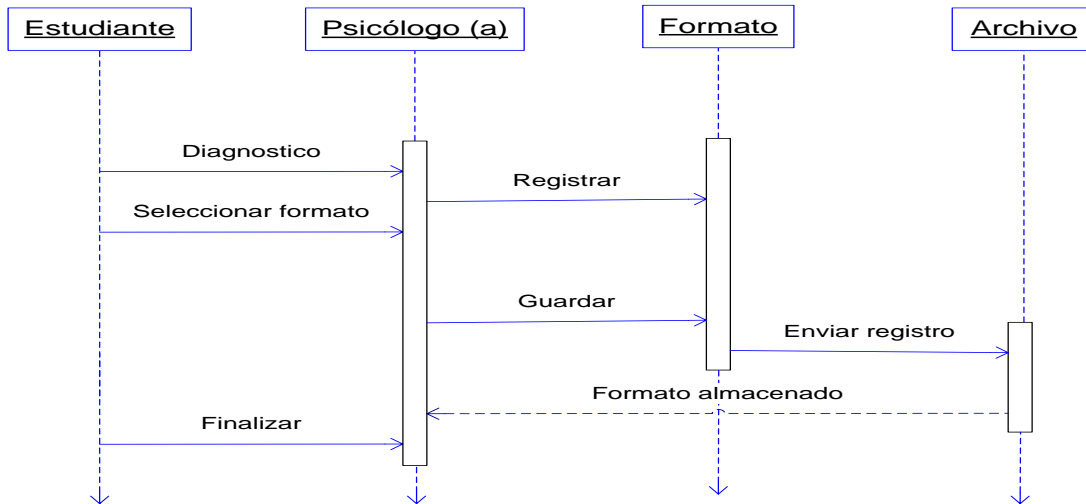 Estudiante
Psicólogo (a)
Formato
Archivo
Diagnostico
Registrar
Seleccionar formato
Guardar
Enviar registro
Formato almacenado
Finalizar